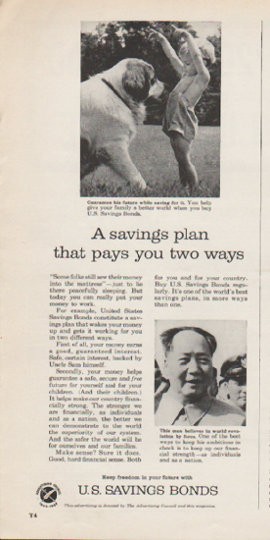 Guarantee his future while saving for it. You help
give your family a better world when you buy
U.S. Savings Bonds.
A savings plan
that pays you two ways
"Some folks still sew their money
into the mattress"—just to lie
there peacefully sleeping. But
today you can really put your
money to work.
For example, United States
Savings Bonds constitute a sav-
ings plan that makes your money
up and gets it working for you
in two different ways.
First of all, your money earns
a good, guaranteed interest.
Safe, certain interest, backed by
Uncle Sam himself.
Secondly, your money helps
guarantee a safe, secure and free
future for yourself and for your
children. (And their children.)
It helps make our country finan-
cially strong. The stronger we
are financially, as individuals
and as a nation, the better we
can demonstrate to the world
the superiority of our system.
And the safer the world will be
for ourselves and our families.
Make sense? Sure it does.
Good, hard financial sense. Both
for you and for your country.
Buy U.S. Savings Bonds regu-
larly. It's one of the world's best
savings plans, in more ways
than one.
This man believes in world revo-
lution by force. One of the best
ways to keep his ambitions in
check is to keep up our finan-
cial strength—as individuals
and as a nation.
Keep freedom in your future with
U.S. SAVINGS BONDS
This advertising is donated by The Advertising Council and this magazine.
T4